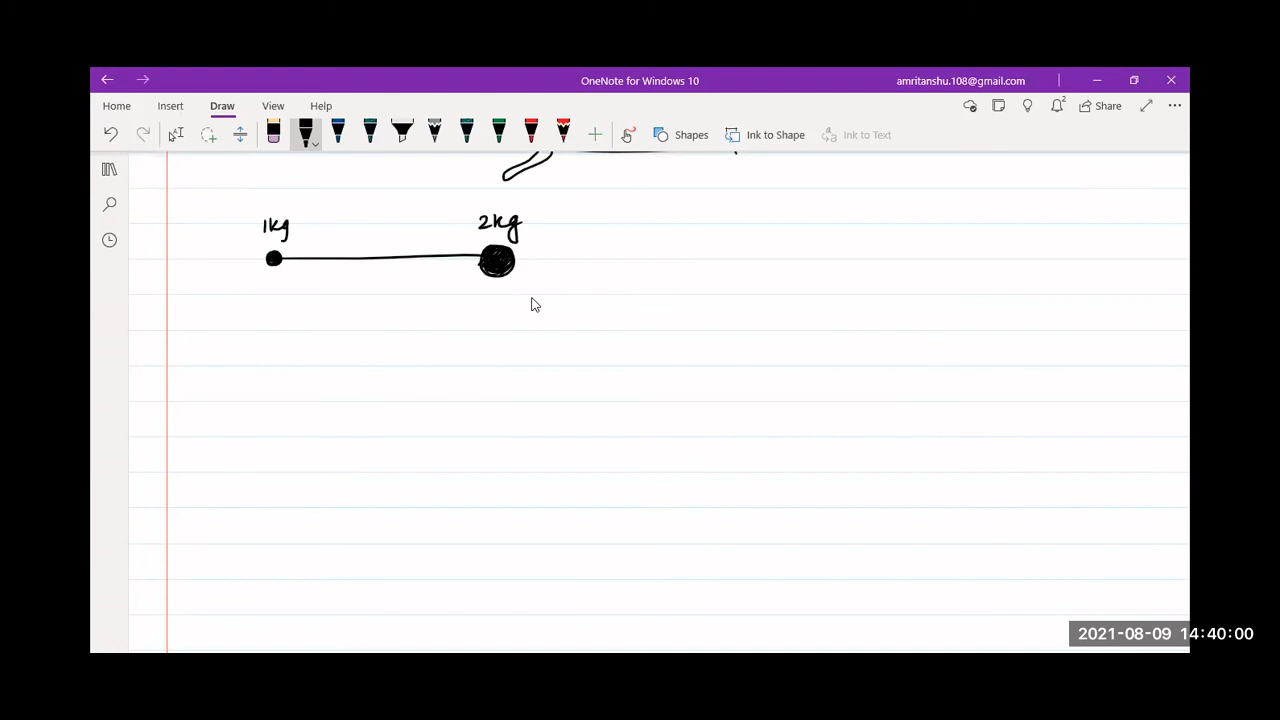 OneNote for Windows 10
amritanshu.108@gmail.com
Home Insert Draw View Help
2
Share
Shapes
Ink to Shape
Ink to Text
1kg
2kg
2021-08-09 14:40:00